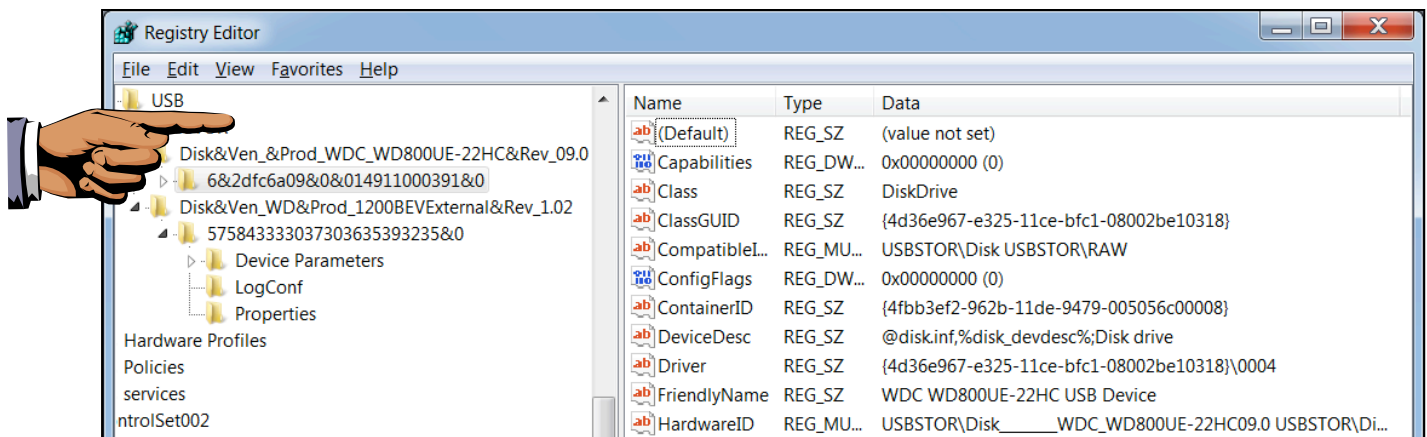 Registry Editor
File Edit View Favorites Help
USB
Disk&Ven_&Prod_WDC_WD800UE-22HC&Rev_09.0
6&2dfc6a09&0&014911000391&0
Disk&Ven_WD&Prod_1200BEVExternal&Rev_1.02
575843333037303635393235&0
Device Parameters
LogConf
Properties
Hardware Profiles
Policies
services
ntrolSet002
Name Type Data
(Default) REG_SZ (value not set)
Capabilities REG_DW... 0x00000000 (0)
Class REG_SZ DiskDrive
ClassGUID REG_SZ {4d36e967-e325-11ce-bfc1-08002be10318}
CompatibleI... REG_MU... USBSTOR\Disk USBSTOR\RAW
ConfigFlags REG_DW... 0x00000000 (0)
ContainerID REG_SZ {4fbb3ef2-962b-11de-9479-005056c00008}
DeviceDesc REG_SZ @disk.inf,%disk_devdesc%;Disk drive
Driver REG_SZ {4d36e967-e325-11ce-bfc1-08002be10318}\0004
FriendlyName REG_SZ WDC WD800UE-22HC USB Device
HardwareID REG_MU... USBSTOR\Disk_______WDC_WD800UE-22HC09.0 USBSTOR\Di...